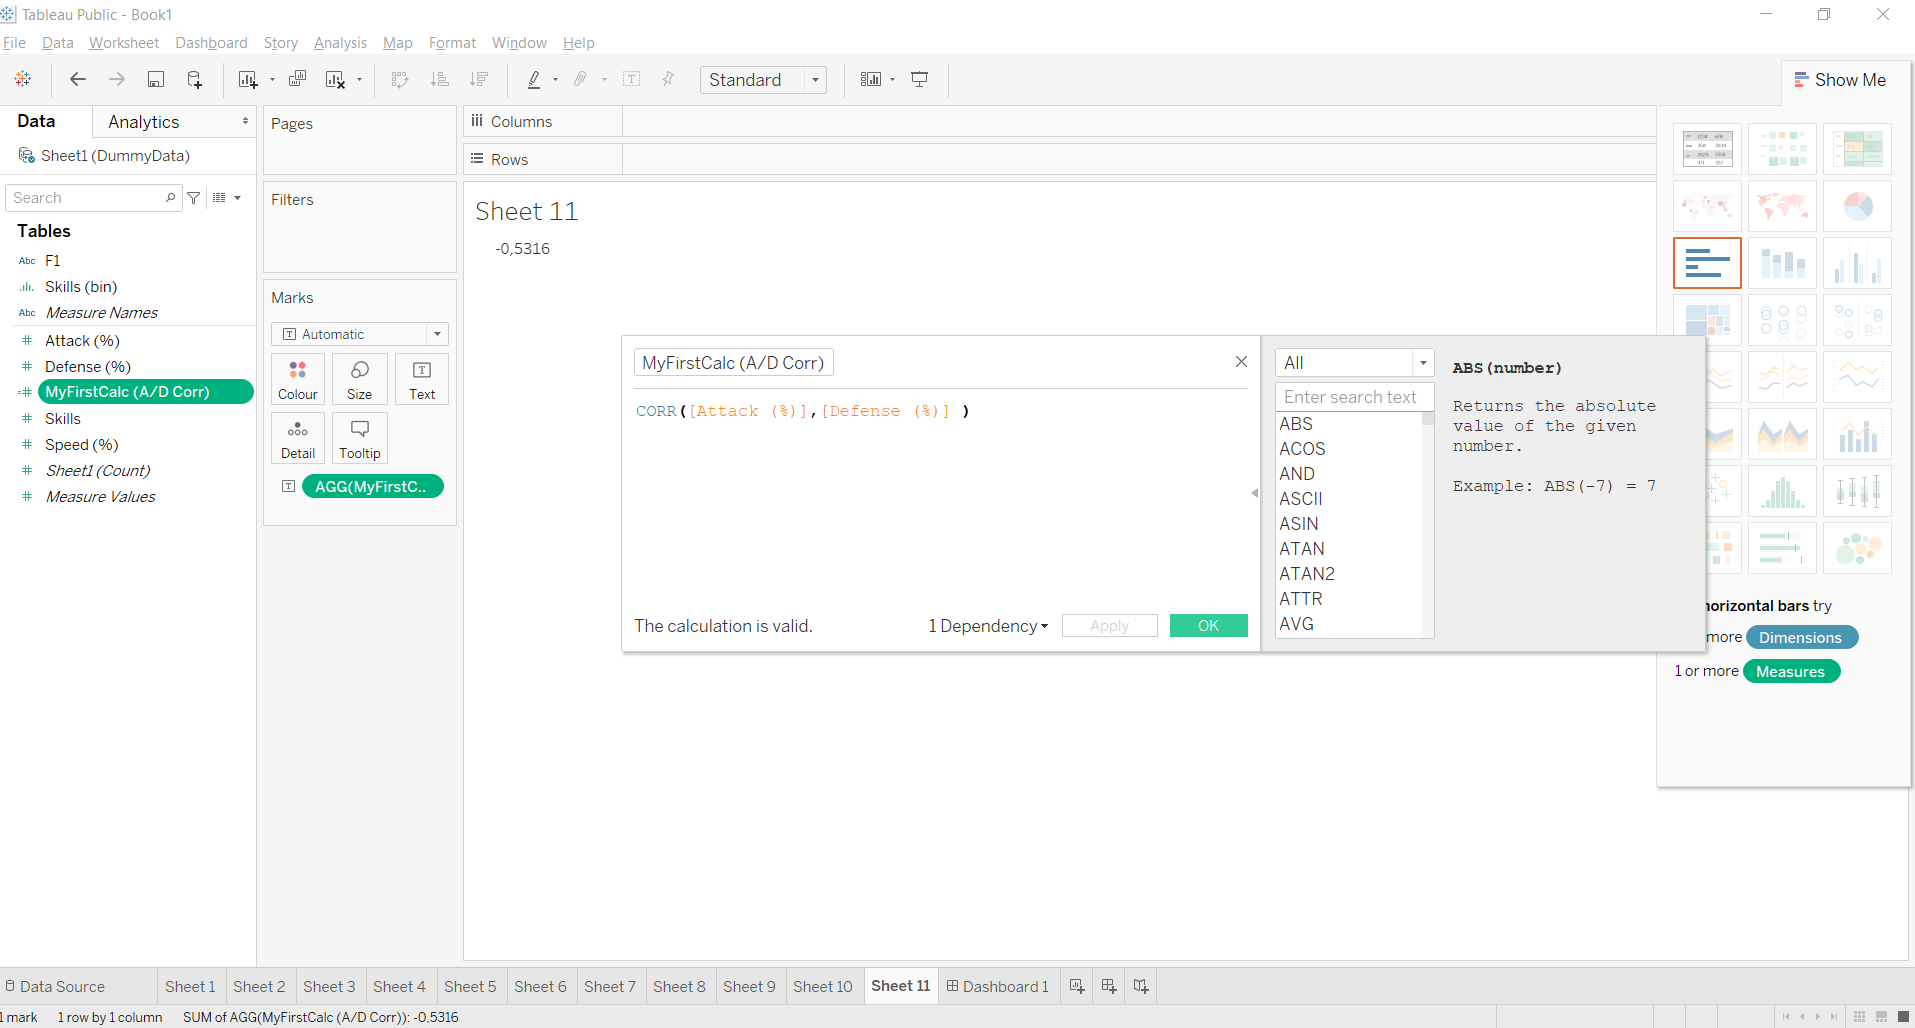 Tableau Public - Book1
File Data Worksheet Dashboard Story Analysis Map Format Window Help
Standard
Show Me
Data Analytics
Sheet1 (DummyData)
Search
Tables
Abc F1
Skills (bin)
Abc Measure Names
# Attack (%)
# Defense (%)
=# MyFirstCalc (A/D Corr)
# Skills
# Speed (%)
# Sheet1 (Count)
# Measure Values
Pages
Filters
Marks
Automatic
Colour Size Text
Detail Tooltip
AGG(MyFirstC..
Columns
Rows
Sheet 11
-0,5316
MyFirstCalc (A/D Corr)
CORR([Attack (%)],[Defense (%)] )
The calculation is valid.
1 Dependency
Apply
OK
All
Enter search text
ABS
ACOS
AND
ASCII
ASIN
ATAN
ATAN2
ATTR
AVG
ABS(number)
Returns the absolute
value of the given
number.
Example: ABS(-7) = 7
horizontal bars try
more Dimensions
1 or more Measures
Data Source Sheet 1 Sheet 2 Sheet 3 Sheet 4 Sheet 5 Sheet 6 Sheet 7 Sheet 8 Sheet 9 Sheet 10 Sheet 11 Dashboard 1
1 mark 1 row by 1 column SUM of AGG(MyFirstCalc (A/D Corr)): -0,5316